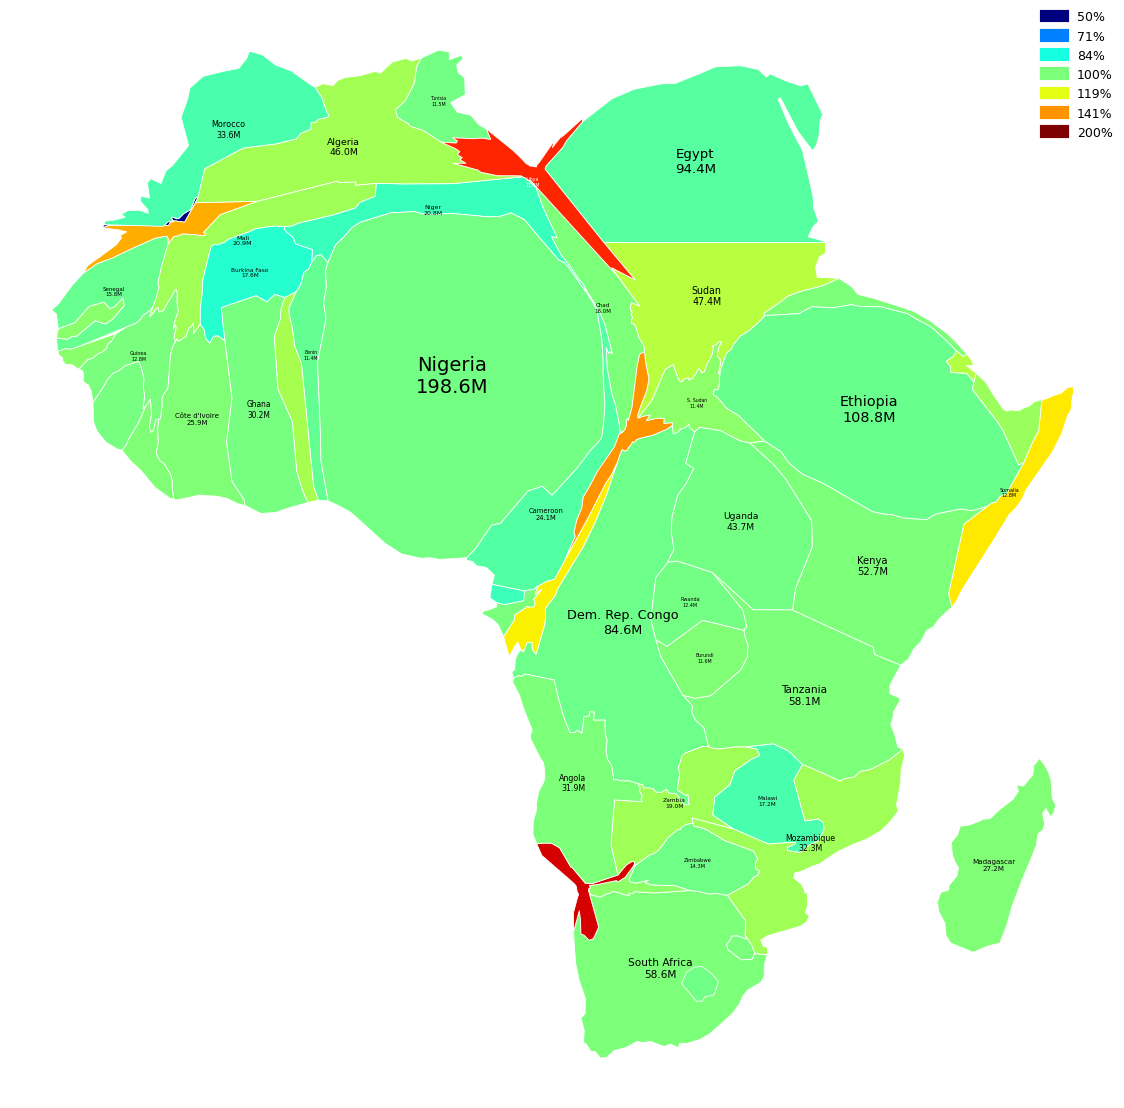 50%
71%
84%
100%
119%
141%
200%
Tunisia
11.5M
Morocco
33.6M
Algeria
46.0M
Egypt
94.4M
Niger
20.8M
Mali
20.9M
Burkina Faso
17.6M
Senegal
15.8M
Sudan
47.4M
Chad
16.0M
Guinea
12.8M
Benin
11.4M
Nigeria
198.6M
Ghana
30.2M
Côte d'Ivoire
25.9M
S. Sudan
11.4M
Ethiopia
108.8M
Somalia
12.8M
Cameroon
24.1M
Uganda
43.7M
Kenya
52.7M
Rwanda
12.4M
Dem. Rep. Congo
84.6M
Burundi
11.6M
Tanzania
58.1M
Angola
31.9M
Zambia
19.0M
Malawi
17.2M
Mozambique
32.3M
Zimbabwe
14.3M
Madagascar
27.2M
South Africa
58.6M